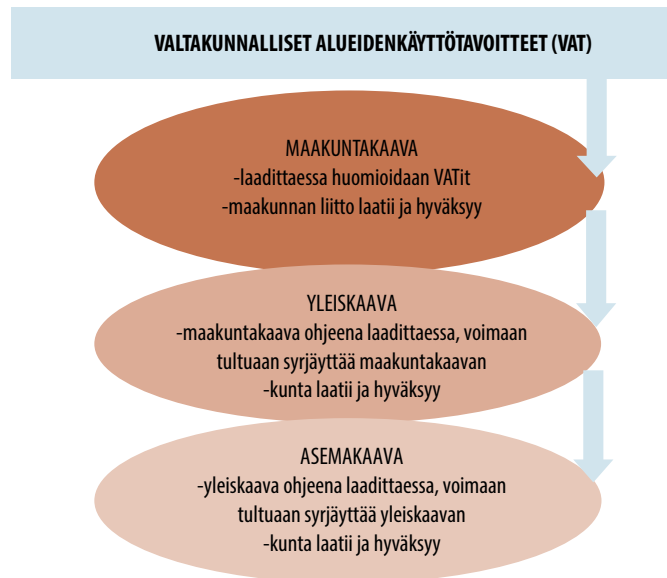 VALTAKUNNALLISET ALUEIDENKÄYTTÖTAVOITTEET (VAT)
MAAKUNTAKAAVA
-laadittaessa huomioidaan VATit
-maakunnan liitto laatii ja hyväksyy
YLEISKAAVA
-maakuntakaava ohjeena laadittaessa, voimaan
tultuaan syrjäyttää maakuntakaavan
-kunta laatii ja hyväksyy
ASEMAKAAVA
-yleiskaava ohjeena laadittaessa, voimaan
tultuaan syrjäyttää yleiskaavan
-kunta laatii ja hyväksyy